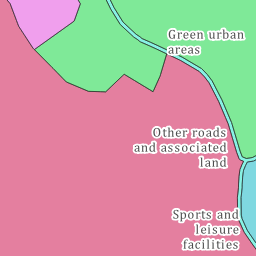 Green urban
areas
Other roads
and associated
land
Sports and
leisure
facilities